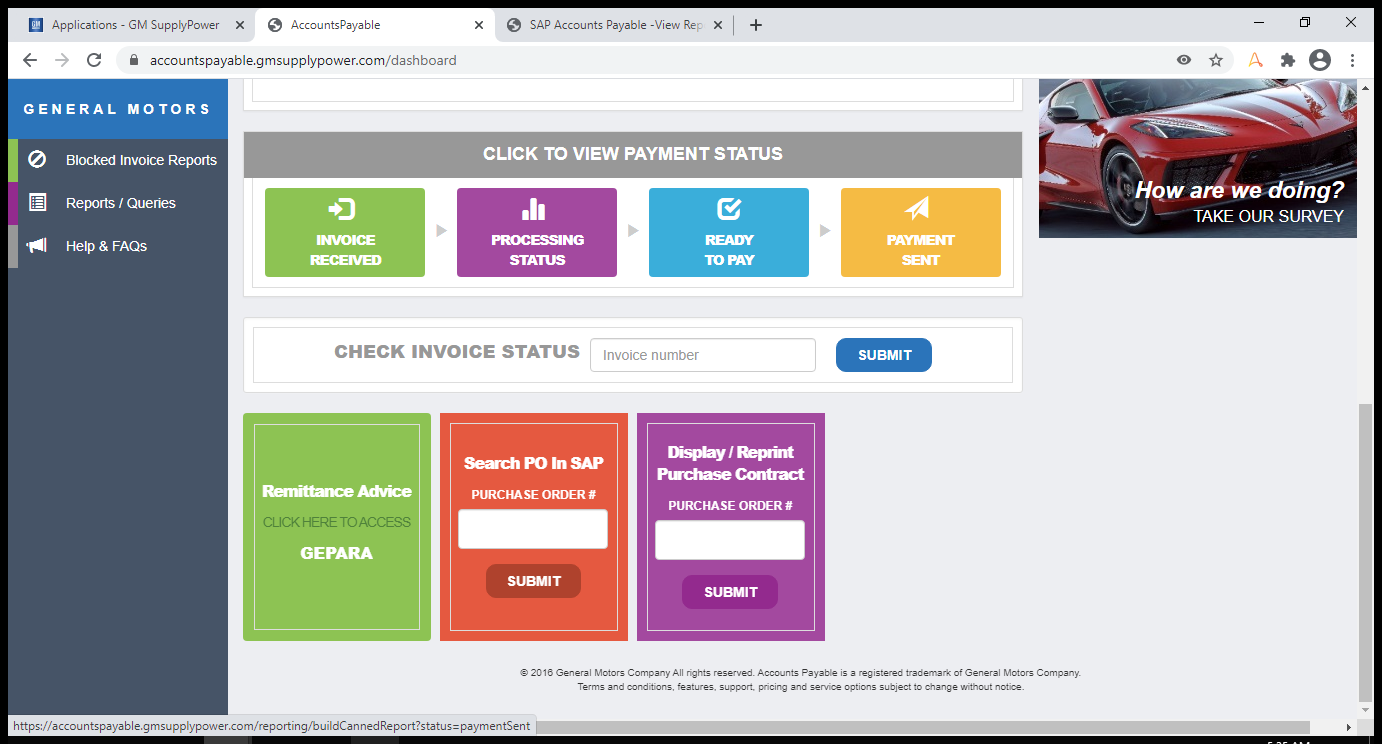 Applications - GM SupplyPower
AccountsPayable
SAP Accounts Payable -View Rep
accountspayable.gmsupplypower.com/dashboard
GENERAL MOTORS
Blocked Invoice Reports
Reports / Queries
Help & FAQs
CLICK TO VIEW PAYMENT STATUS
INVOICE
RECEIVED
PROCESSING
STATUS
READY
TO PAY
PAYMENT
SENT
How are we doing?
TAKE OUR SURVEY
CHECK INVOICE STATUS
Invoice number
SUBMIT
Remittance Advice
CLICK HERE TO ACCESS
GEPARA
Search PO In SAP
PURCHASE ORDER #
SUBMIT
Display / Reprint
Purchase Contract
PURCHASE ORDER #
SUBMIT
© 2016 General Motors Company All rights reserved. Accounts Payable is a registered trademark of General Motors Company.
Terms and conditions, features, support, pricing and service options subject to change without notice.
https://accountspayable.gmsupplypower.com/reporting/buildCannedReport?status=paymentSent